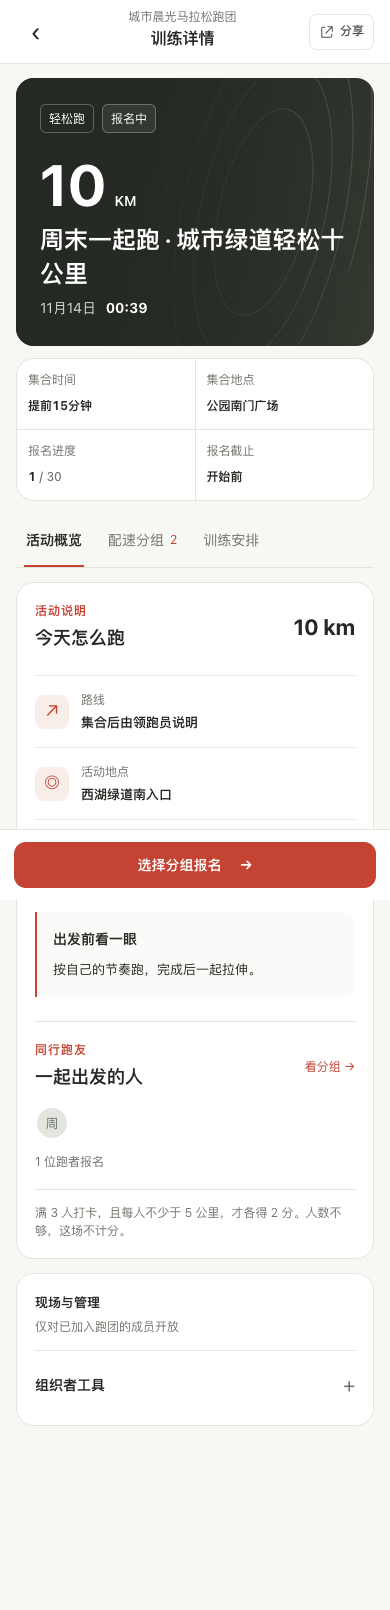 城市晨光马拉松跑团
训练详情
分享
轻松跑 报名中
10 KM
周末一起跑 · 城市绿道轻松十
公里
11月14日 00:39
集合时间
提前15分钟
集合地点
公园南门广场
报名进度
1 / 30
报名截止
开始前
活动概览 配速分组 2 训练安排
活动说明
今天怎么跑
10 km
路线
集合后由领跑员说明
活动地点
西湖绿道南入口
选择分组报名 →
出发前看一眼
按自己的节奏跑，完成后一起拉伸。
同行跑友
一起出发的人
看分组 →
周
1 位跑者报名
满 3 人打卡，且每人不少于 5 公里，才各得 2 分。人数不
够，这场不计分。
现场与管理
仅对已加入跑团的成员开放
组织者工具